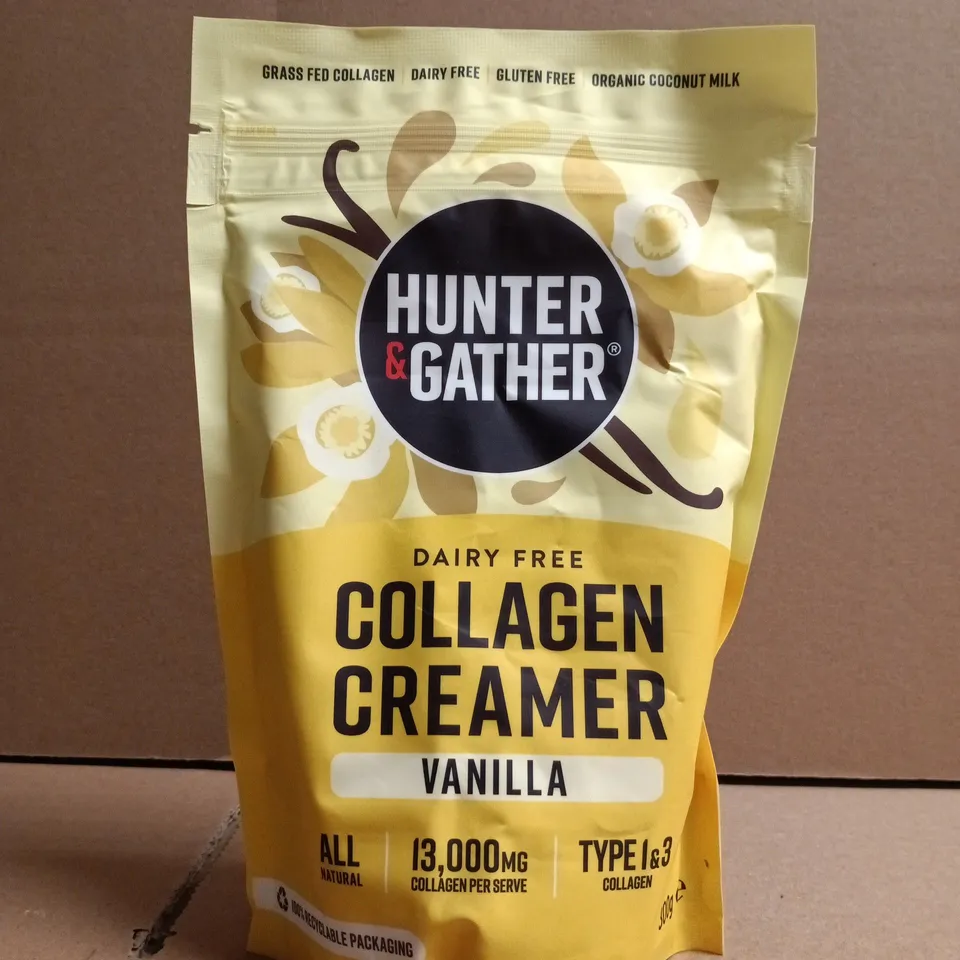 GRASS FED COLLAGEN | DAIRY FREE | GLUTEN FREE | ORGANIC COCONUT MILK
HUNTER
&GATHER®
DAIRY FREE
COLLAGEN
CREAMER
VANILLA
ALL
NATURAL
13,000MG
COLLAGEN PER SERVE
TYPE 1 & 3
COLLAGEN
100% RECYCLABLE PACKAGING
300g e